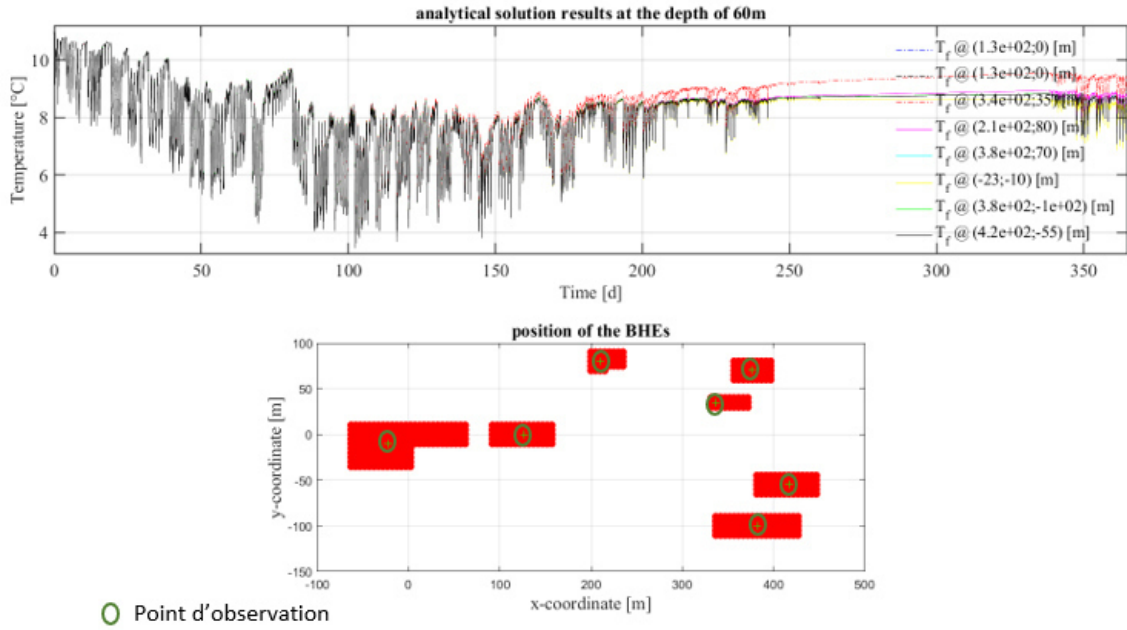 analytical solution results at the depth of 60m
Temperature [°C]
10
8
6
4
0
50
100
150
200
250
300
350
Time [d]
T_f @ (1.3e+02;0) [m]
T_f @ (1.3e+02;0) [m]
T_f @ (3.4e+02;35) [m]
T_f @ (2.1e+02;80) [m]
T_f @ (3.8e+02;70) [m]
T_f @ (-23;-10) [m]
T_f @ (3.8e+02;-1e+02) [m]
T_f @ (4.2e+02;-55) [m]
position of the BHEs
y-coordinate [m]
100
50
0
-50
-100
-150
-100
0
100
200
300
400
500
x-coordinate [m]
Point d'observation